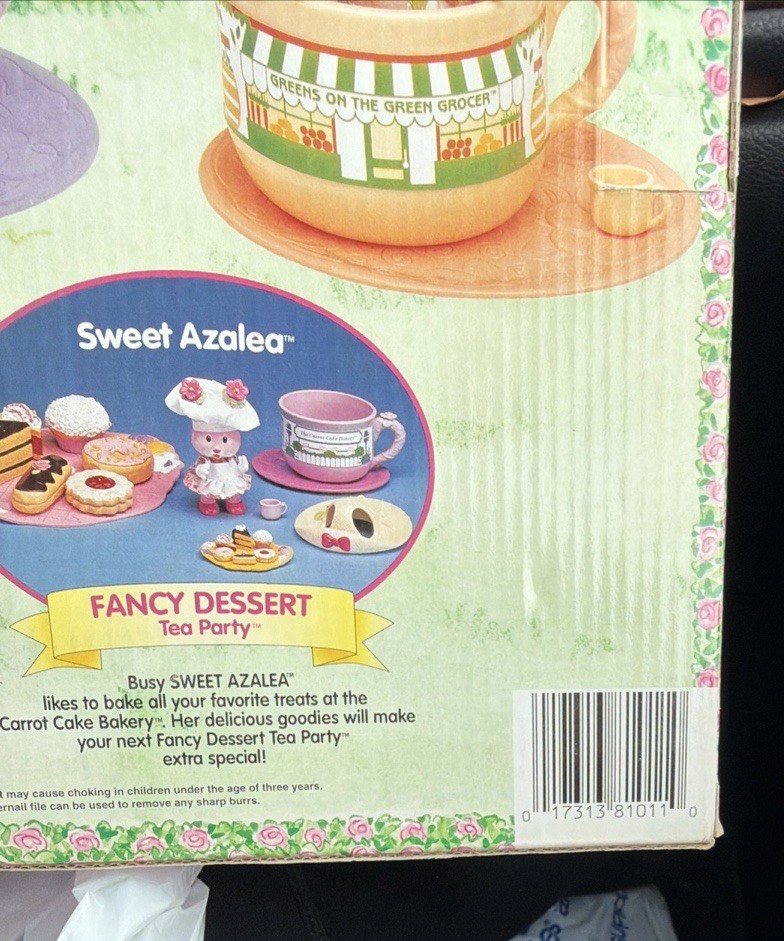 GREENS ON THE GREEN GROCER™
Sweet Azalea™
The Carrot Cake Bakery™
FANCY DESSERT
Tea Party™
Busy SWEET AZALEA™
likes to bake all your favorite treats at the
Carrot Cake Bakery™. Her delicious goodies will make
your next Fancy Dessert Tea Party™
extra special!
t may cause choking in children under the age of three years.
ernail file can be used to remove any sharp burrs.
0 17313 81011 0